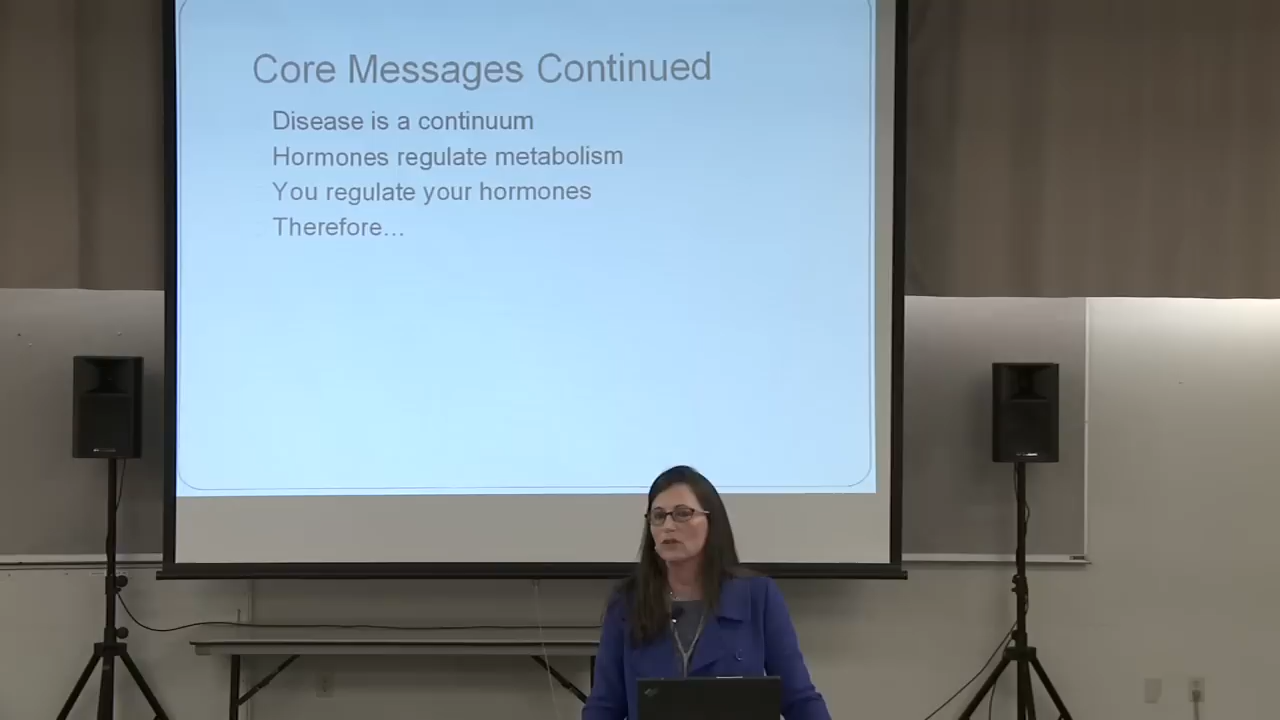 Core Messages Continued
Disease is a continuum
Hormones regulate metabolism
You regulate your hormones
Therefore…